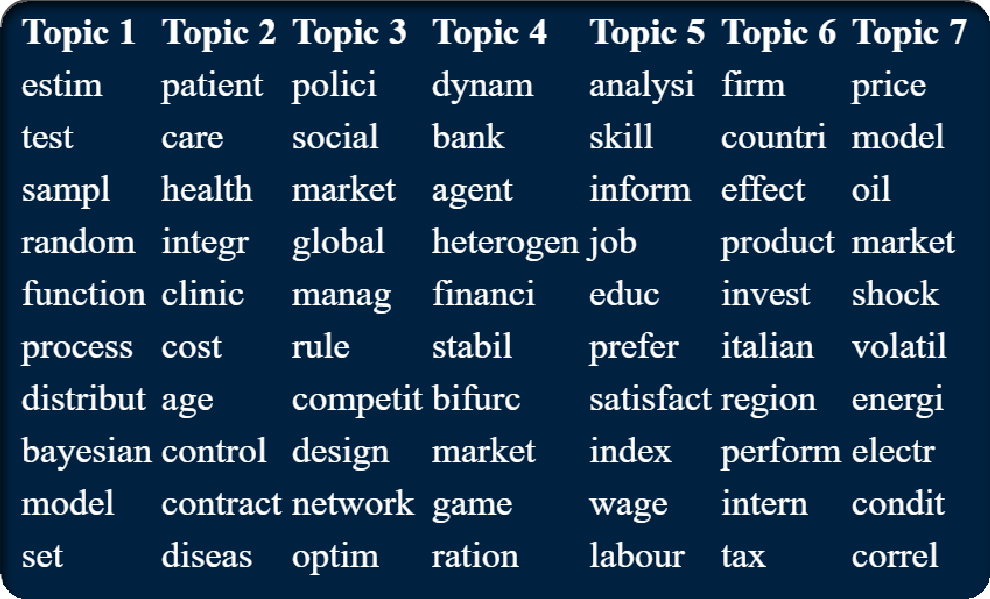 Topic 1 Topic 2 Topic 3 Topic 4 Topic 5 Topic 6 Topic 7
estim patient polici dynam analysi firm price
test care social bank skill countri model
sampl health market agent inform effect oil
random integr global heterogen job product market
function clinic manag financi educ invest shock
process cost rule stabil prefer italian volatil
distribut age competit bifurc satisfact region energi
bayesian control design market index perform electr
model contract network game wage intern condit
set diseas optim ration labour tax correl